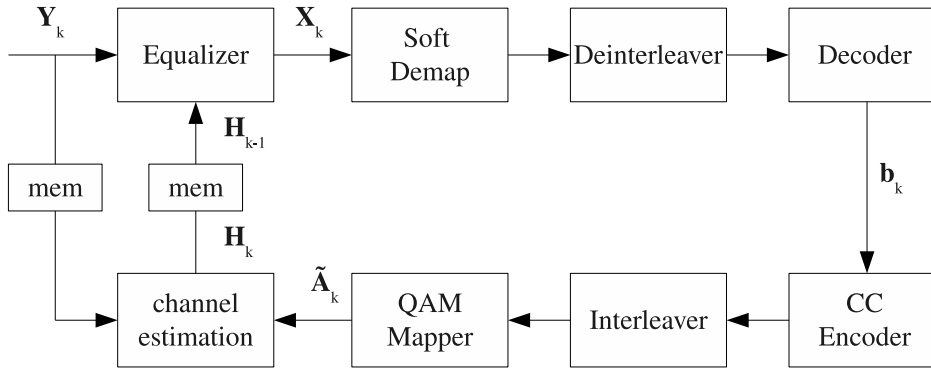 Y_k
Equalizer
X_k
Soft
Demap
Deinterleaver
Decoder
H_k-1
mem
mem
b_k
H_k
channel
estimation
Ã_k
QAM
Mapper
Interleaver
CC
Encoder